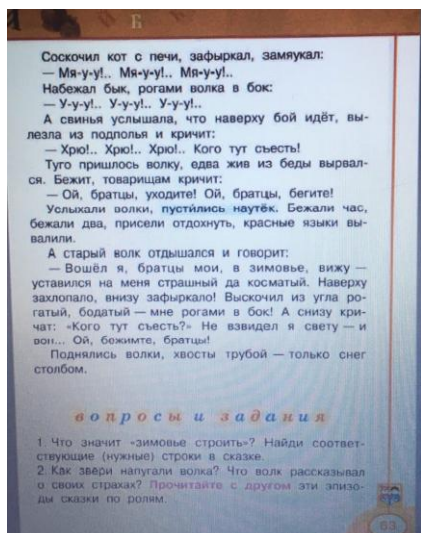 Б
Соскочил кот с печи, зафыркал, замяукал:
— Мя-у-у!.. Мя-у-у!.. Мя-у-у!..
Набежал бык, рогами волка в бок:
— У-у-у!.. У-у-у!.. У-у-у!..
А свинья услышала, что наверху бой идёт, вы-
лезла из подполья и кричит:
— Хрю!.. Хрю!.. Хрю!.. Кого тут съесть!
Туго пришлось волку, едва жив из беды вырвал-
ся. Бежит, товарищам кричит:
— Ой, братцы, уходите! Ой, братцы, бегите!
Услыхали волки, пусти́лись наутёк. Бежали час,
бежали два, присели отдохнуть, красные языки вы-
валили.
А старый волк отдышался и говорит:
— Вошёл я, братцы мои, в зимовье, вижу —
уставился на меня страшный да косматый. Наверху
захлопало, внизу зафыркало! Выскочил из угла ро-
гатый, бодатый — мне рогами в бок! А снизу кри-
чат: «Кого тут съесть?» Не взвидел я свету — и
вон... Ой, бежимте, братцы!
Поднялись волки, хвосты трубой — только снег
столбом.
вопросы и задания
1. Что значит «зимовье строить»? Найди соответ-
ствующие (нужные) строки в сказке.
2. Как звери напугали волка? Что волк рассказывал
о своих страхах? Прочитайте с другом эти эпизо-
ды сказки по ролям.
63